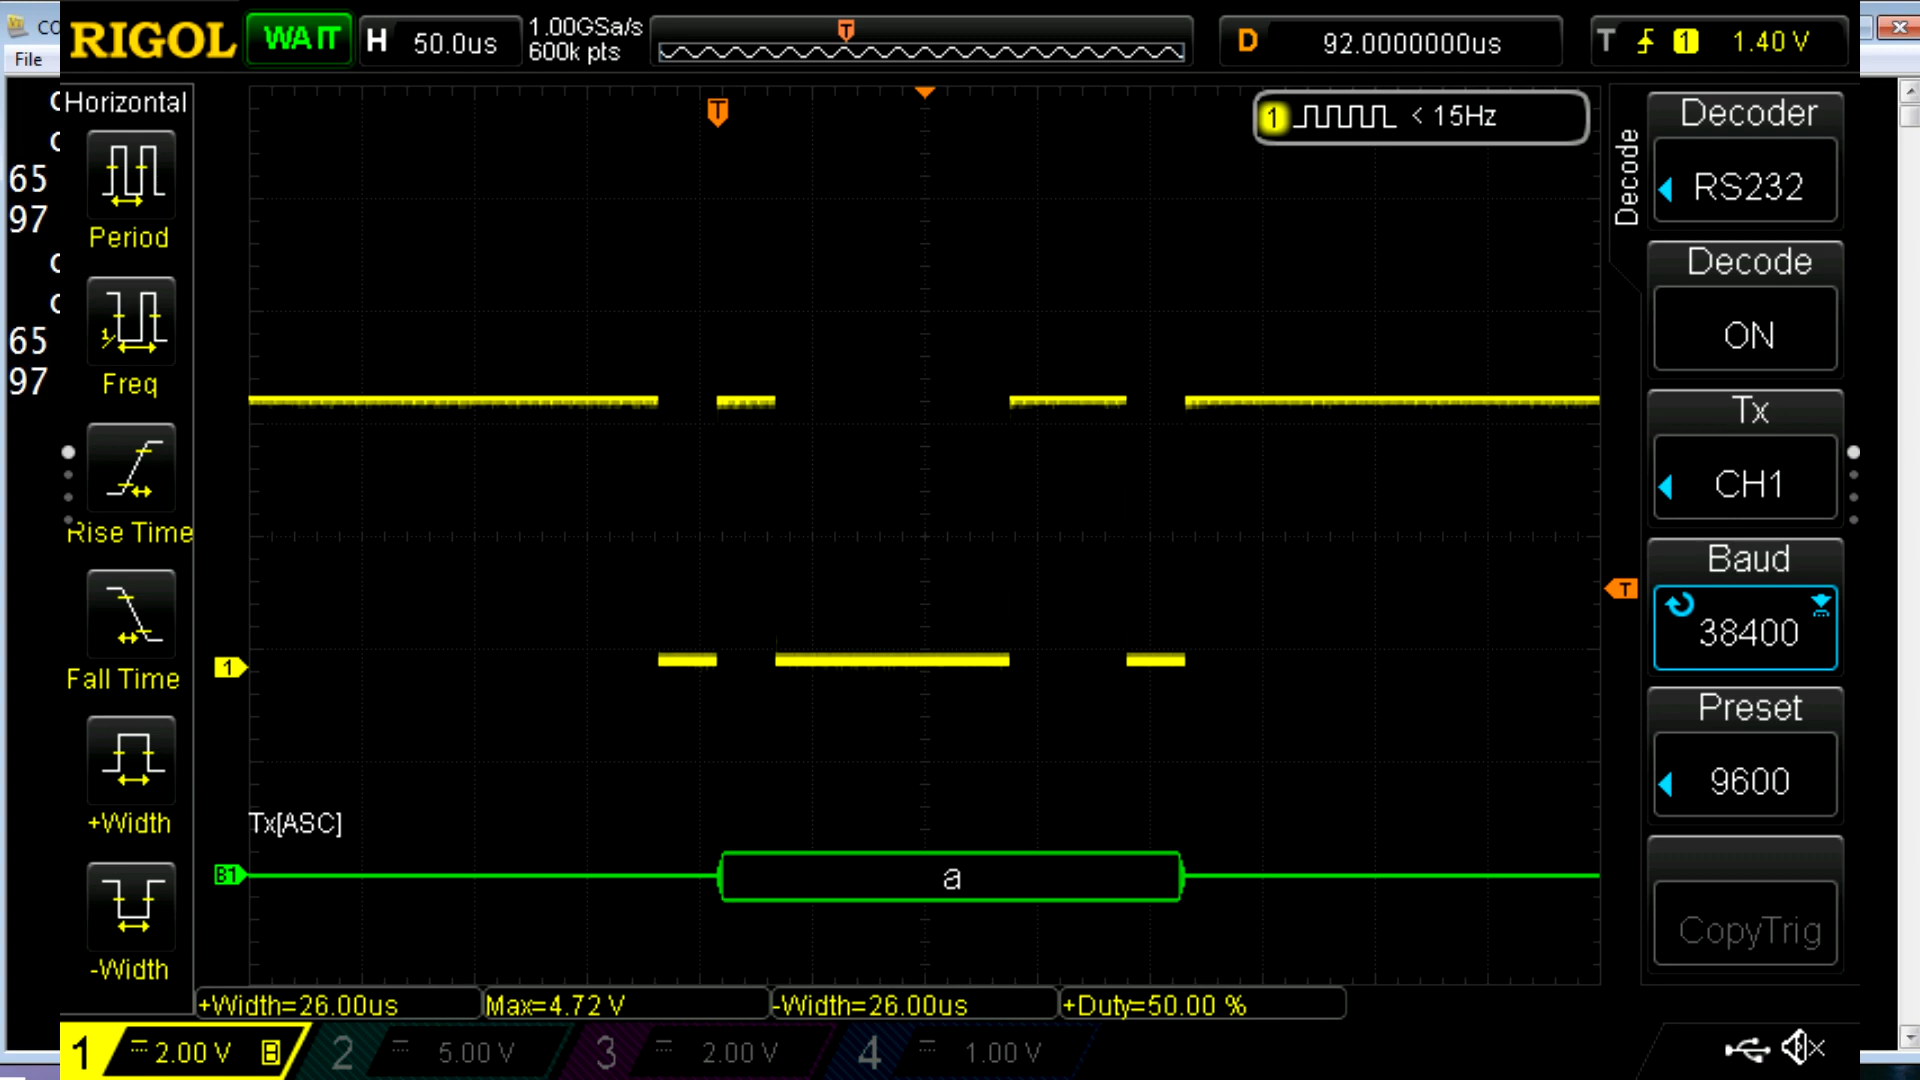 CO
File
65
97
65
97
RIGOL
WAIT
H 50.0us
1.00GSa/s
600k pts
T
D 92.0000000us
T 1 1.40 V
Horizontal
Period
Freq
Rise Time
Fall Time
+Width
-Width
T
1 < 15Hz
1
T
Tx[ASC]
B1
a
Decode
Decoder
RS232
Decode
ON
Tx
CH1
Baud
38400
Preset
9600
CopyTrig
+Width=26.00us
Max=4.72 V
-Width=26.00us
+Duty=50.00 %
1 2.00 V B
2 5.00 V
3 2.00 V
4 1.00 V